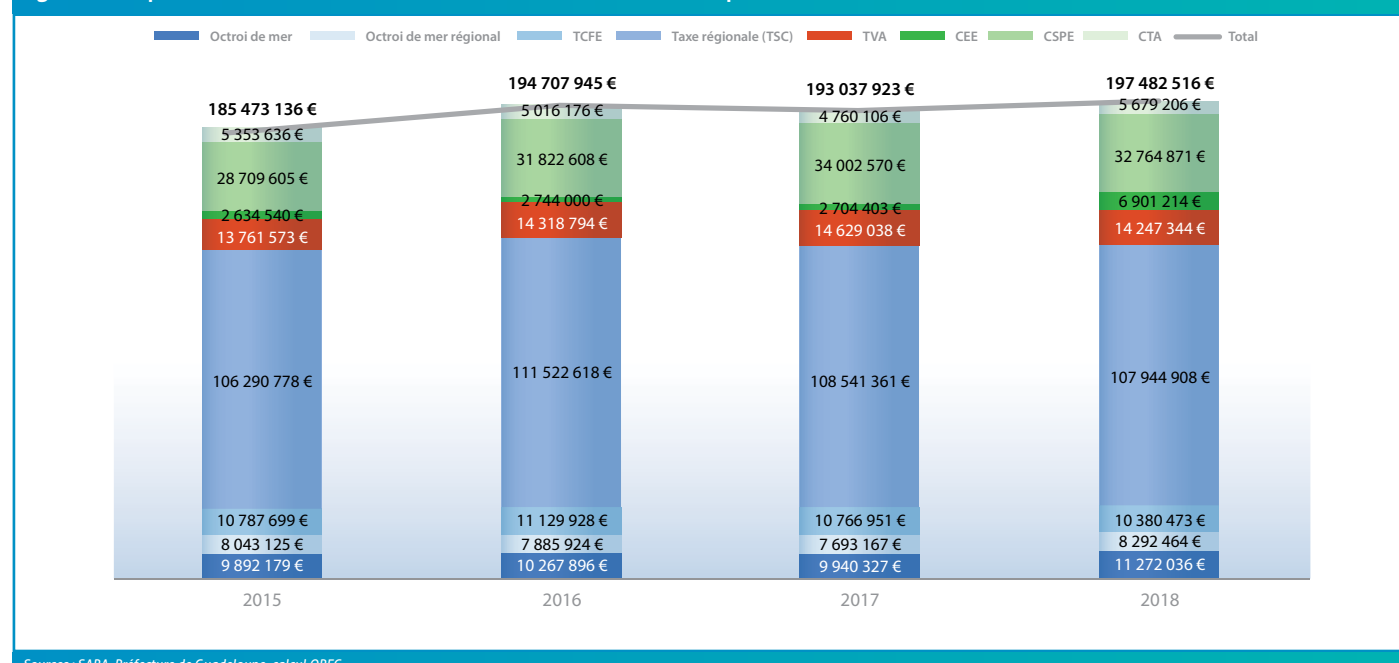 Octroi de mer Octroi de mer régional TCFE Taxe régionale (TSC) TVA CEE CSPE CTA Total
185 473 136 € 194 707 945 € 193 037 923 € 197 482 516 €
5 353 636 € 5 016 176 € 4 760 106 € 5 679 206 €
28 709 605 € 31 822 608 € 34 002 570 € 32 764 871 €
2 634 540 € 2 744 000 € 2 704 403 € 6 901 214 €
13 761 573 € 14 318 794 € 14 629 038 € 14 247 344 €
106 290 778 € 111 522 618 € 108 541 361 € 107 944 908 €
10 787 699 € 11 129 928 € 10 766 951 € 10 380 473 €
8 043 125 € 7 885 924 € 7 693 167 € 8 292 464 €
9 892 179 € 10 267 896 € 9 940 327 € 11 272 036 €
2015 2016 2017 2018